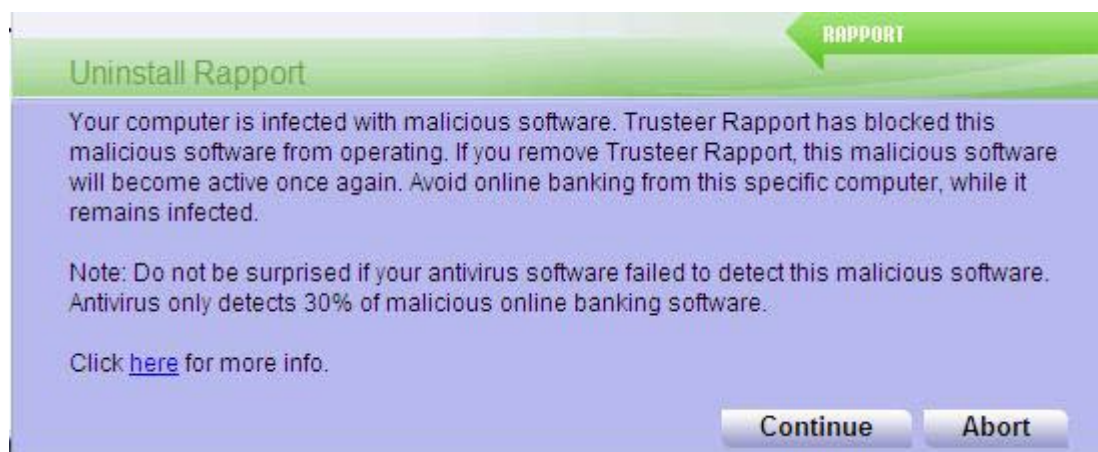 RAPPORT
Uninstall Rapport
Your computer is infected with malicious software. Trusteer Rapport has blocked this
malicious software from operating. If you remove Trusteer Rapport, this malicious software
will become active once again. Avoid online banking from this specific computer, while it
remains infected.
Note: Do not be surprised if your antivirus software failed to detect this malicious software.
Antivirus only detects 30% of malicious online banking software.
Click here for more info.
Continue Abort